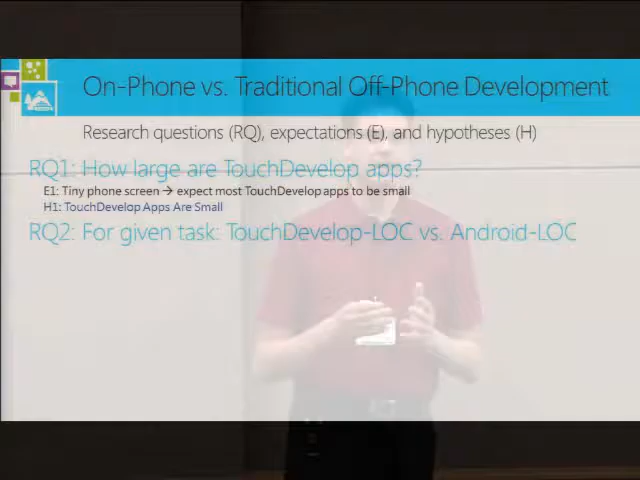 On-Phone vs. Traditional Off-Phone Development
Research questions (RQ), expectations (E), and hypotheses (H)
RQ1: How large are TouchDevelop apps?
E1: Tiny phone screen → expect most TouchDevelop apps to be small
H1: TouchDevelop Apps Are Small
RQ2: For given task: TouchDevelop-LOC vs. Android-LOC